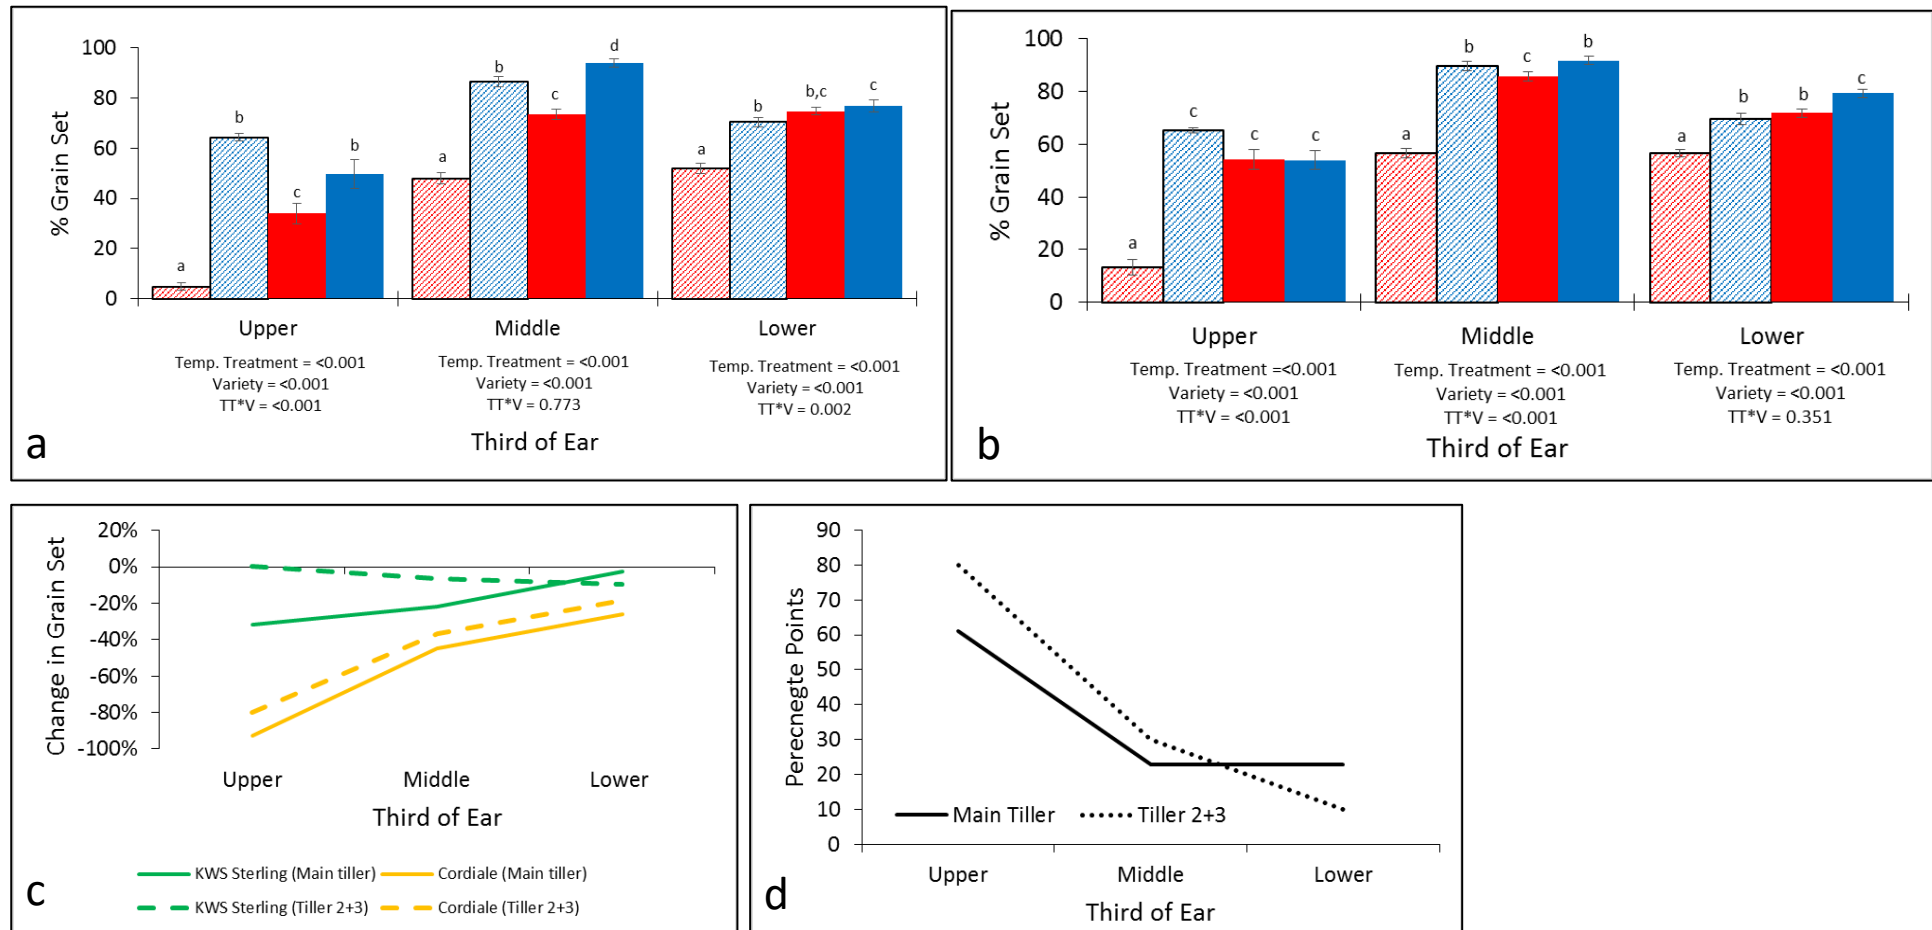 100
80
60
40
20
0
% Grain Set
a
b
c
b
a
b
c
d
a
b
b,c
c
Upper
Middle
Lower
Temp. Treatment = <0.001
Variety = <0.001
TT*V = <0.001
Temp. Treatment = <0.001
Variety = <0.001
TT*V = 0.773
Temp. Treatment = <0.001
Variety = <0.001
TT*V = 0.002
Third of Ear
a
100
80
60
40
20
0
% Grain Set
a
c
c
c
a
b
c
b
a
b
b
c
Upper
Middle
Lower
Temp. Treatment =<0.001
Variety = <0.001
TT*V = <0.001
Temp. Treatment = <0.001
Variety = <0.001
TT*V = <0.001
Temp. Treatment = <0.001
Variety = <0.001
TT*V = 0.351
Third of Ear
b
20%
0%
-20%
-40%
-60%
-80%
-100%
Change in Grain Set
Upper
Middle
Lower
Third of Ear
KWS Sterling (Main tiller)
Cordiale (Main tiller)
KWS Sterling (Tiller 2+3)
Cordiale (Tiller 2+3)
c
90
80
70
60
50
40
30
20
10
0
Perecnegte Points
Main Tiller
Tiller 2+3
Upper
Middle
Lower
Third of Ear
d